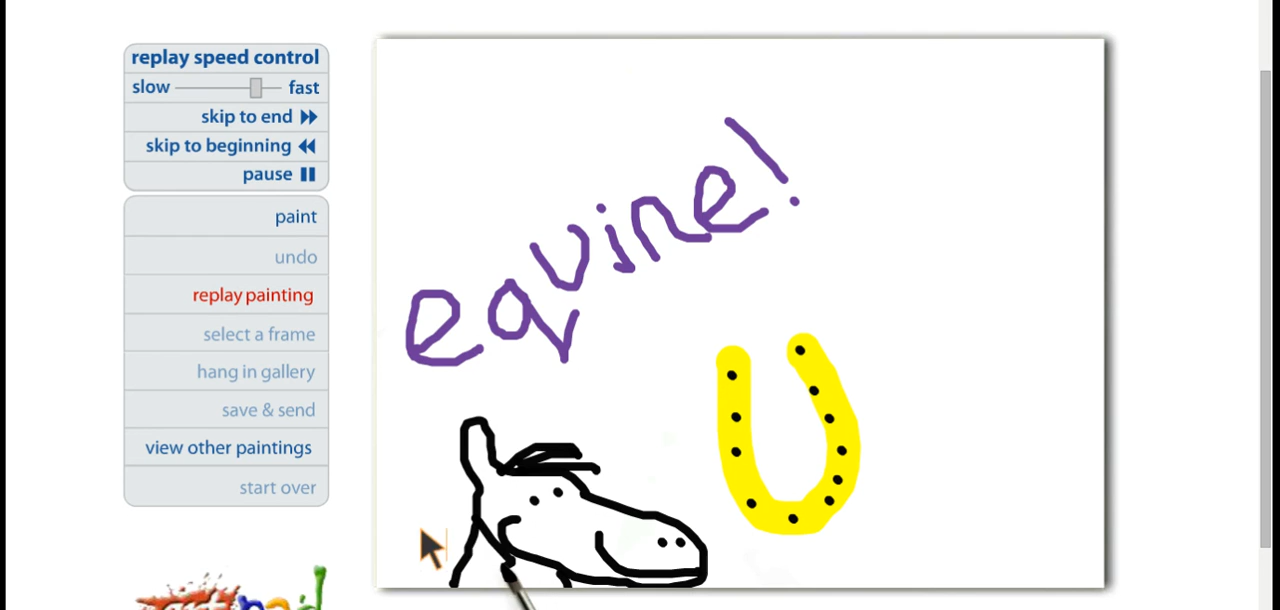 replay speed control
slow fast
skip to end
skip to beginning
pause
paint
undo
replay painting
select a frame
hang in gallery
save & send
view other paintings
start over
equine!